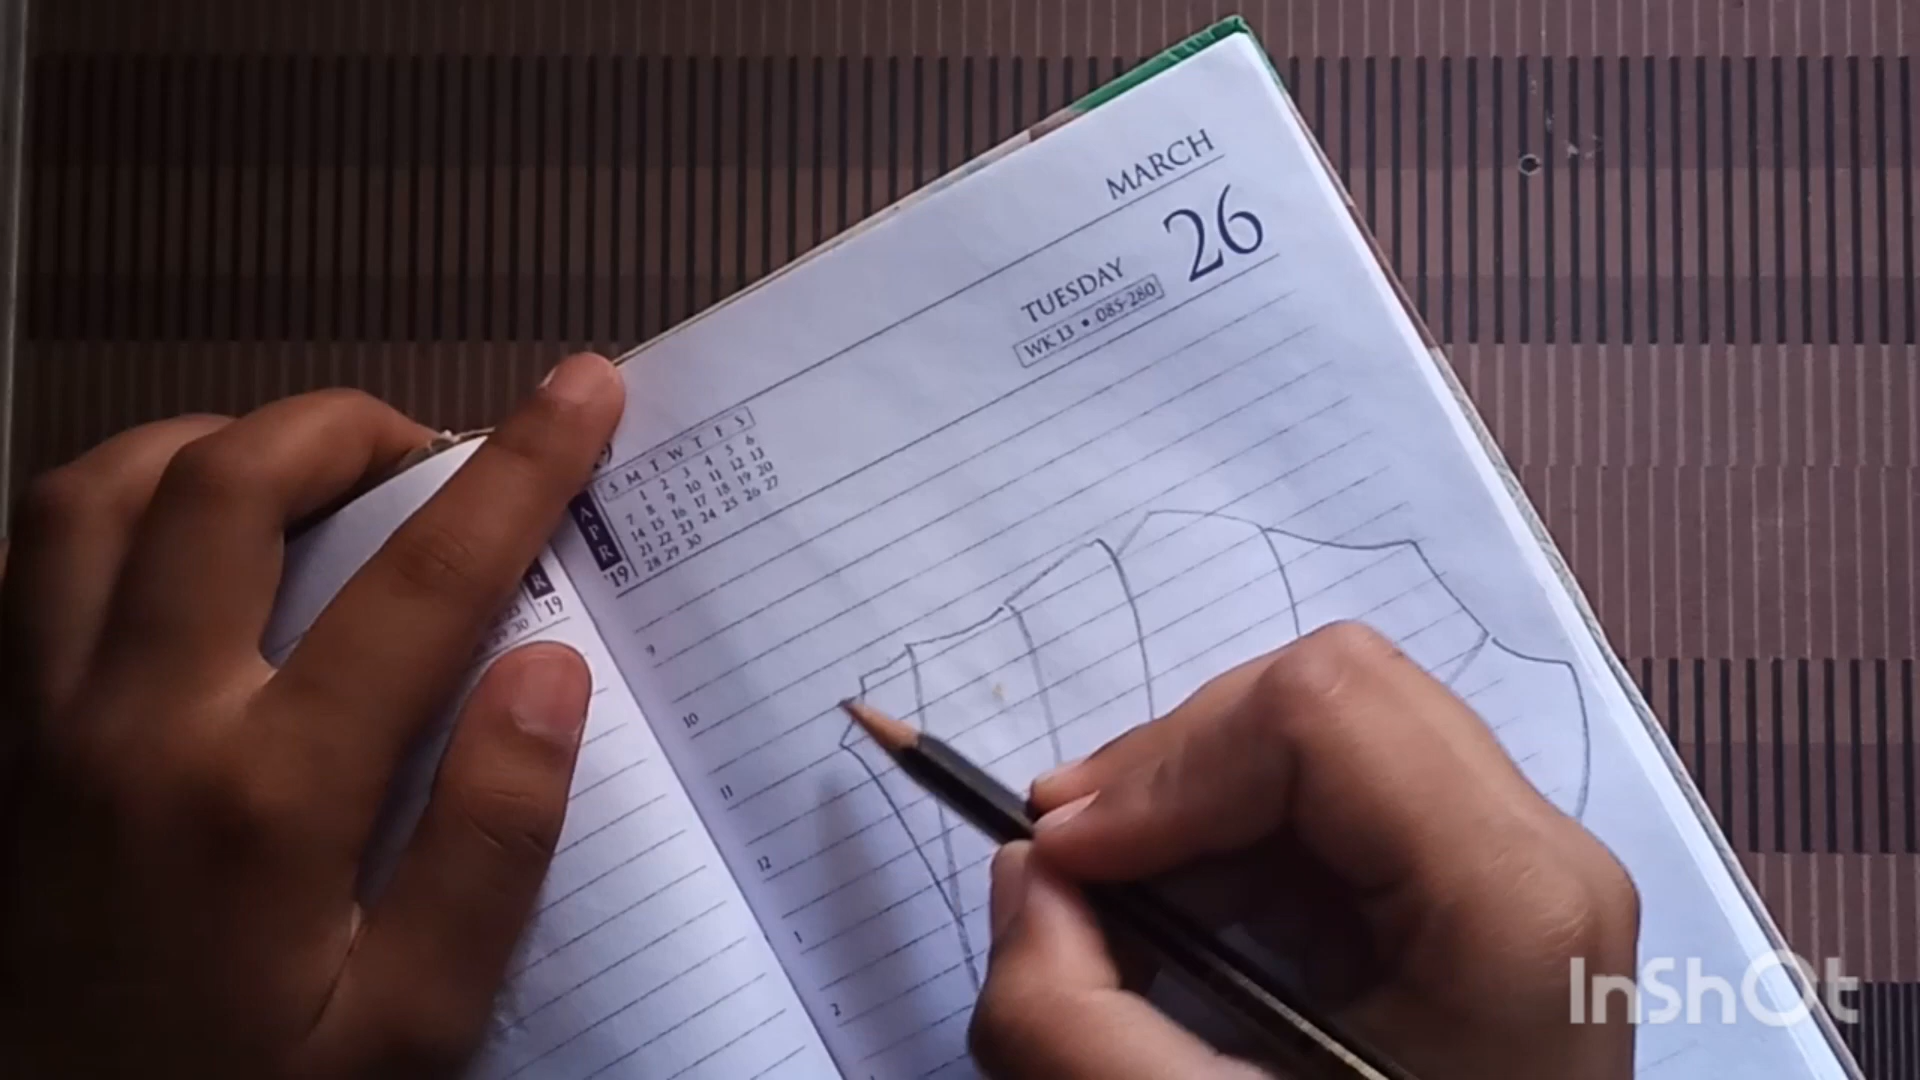 MARCH
26
TUESDAY
WK 13 • 085-280
S M T W T F S
1 2 3 4 5 6
7 8 9 10 11 12 13
14 15 16 17 18 19 20
21 22 23 24 25 26 27
28 29 30
APR
'19
R
'19
29 30
9
10
11
12
1
2
InShOt